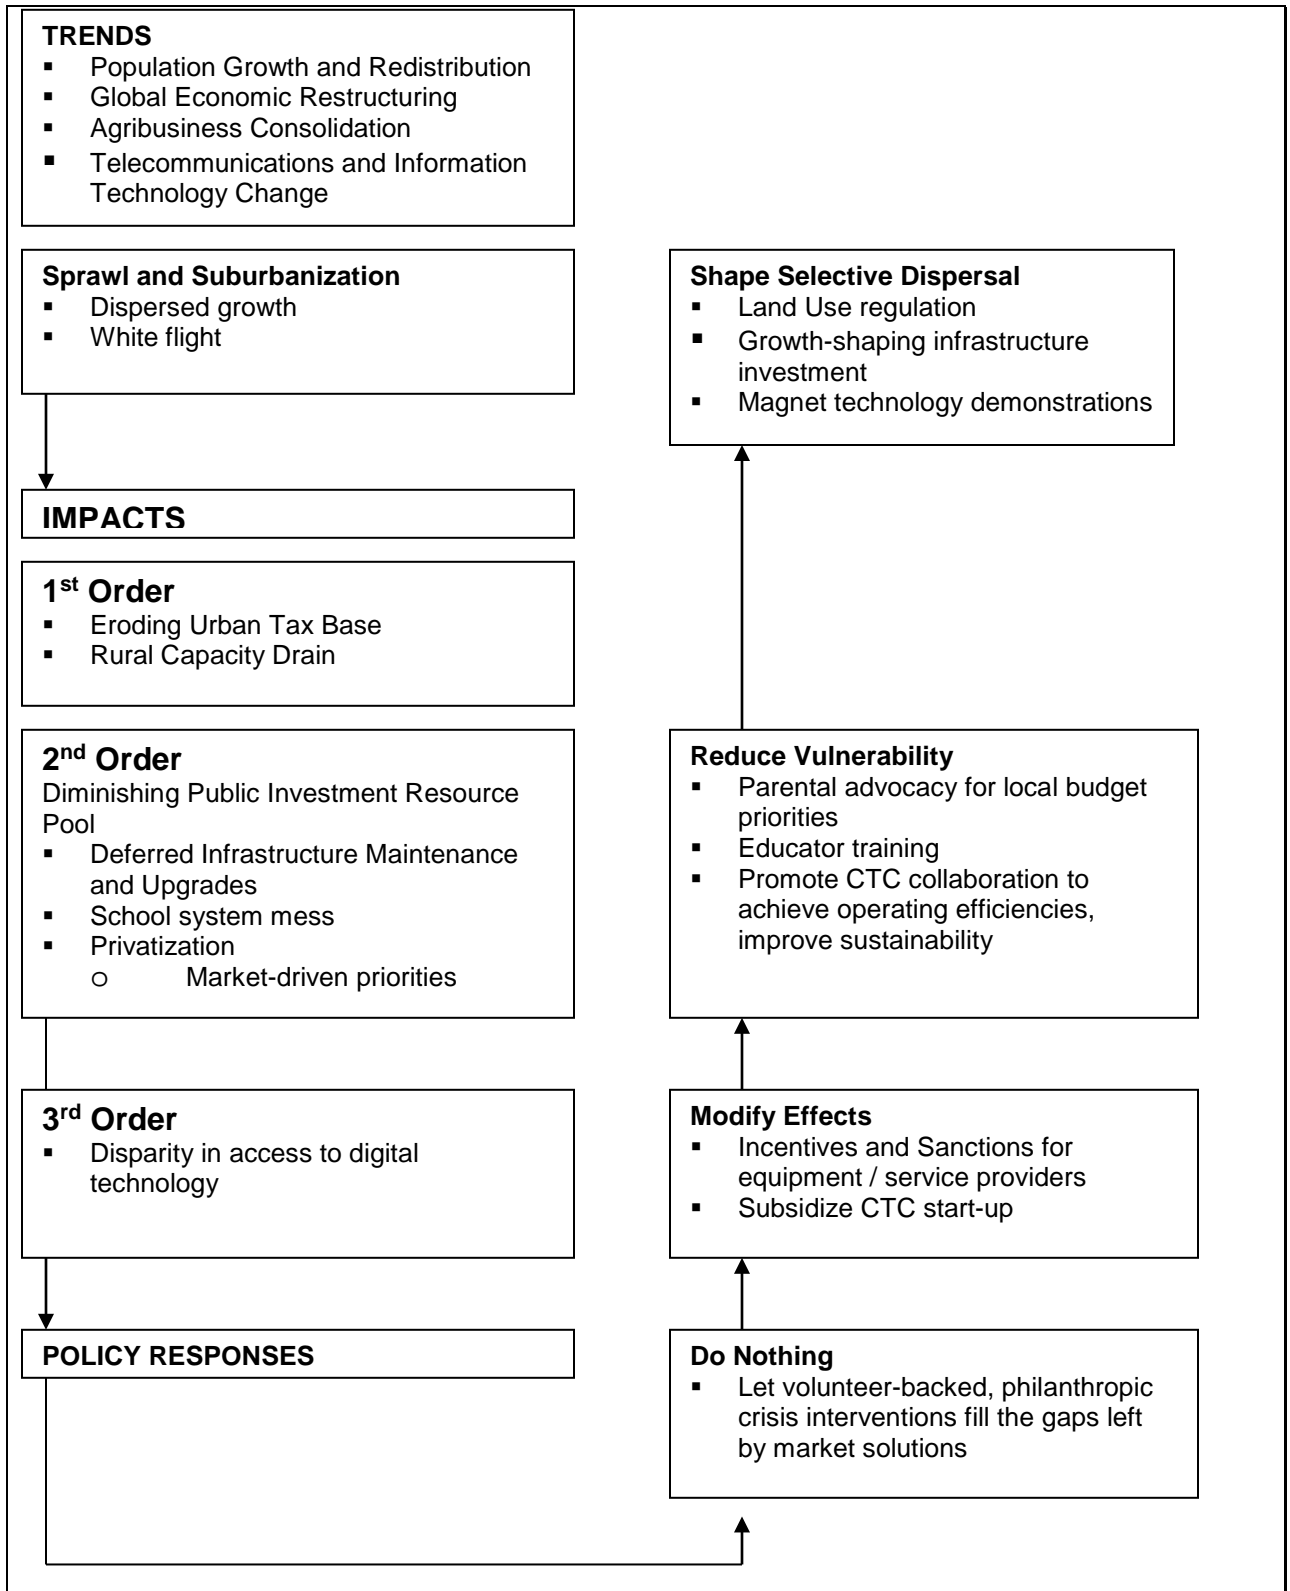 TRENDS
▪ Population Growth and Redistribution
▪ Global Economic Restructuring
▪ Agribusiness Consolidation
▪ Telecommunications and Information
Technology Change
Sprawl and Suburbanization
▪ Dispersed growth
▪ White flight
IMPACTS
1st Order
▪ Eroding Urban Tax Base
▪ Rural Capacity Drain
2nd Order
Diminishing Public Investment Resource
Pool
▪ Deferred Infrastructure Maintenance
and Upgrades
▪ School system mess
▪ Privatization
o Market-driven priorities
3rd Order
▪ Disparity in access to digital
technology
POLICY RESPONSES
Shape Selective Dispersal
▪ Land Use regulation
▪ Growth-shaping infrastructure
investment
▪ Magnet technology demonstrations
Reduce Vulnerability
▪ Parental advocacy for local budget
priorities
▪ Educator training
▪ Promote CTC collaboration to
achieve operating efficiencies,
improve sustainability
Modify Effects
▪ Incentives and Sanctions for
equipment / service providers
▪ Subsidize CTC start-up
Do Nothing
▪ Let volunteer-backed, philanthropic
crisis interventions fill the gaps left
by market solutions